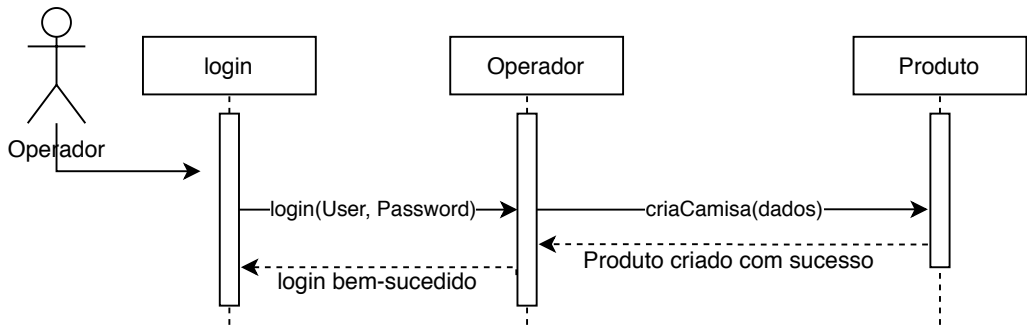 login
Operador
Produto
Operador
login(User, Password)
criaCamisa(dados)
Produto criado com sucesso
login bem-sucedido